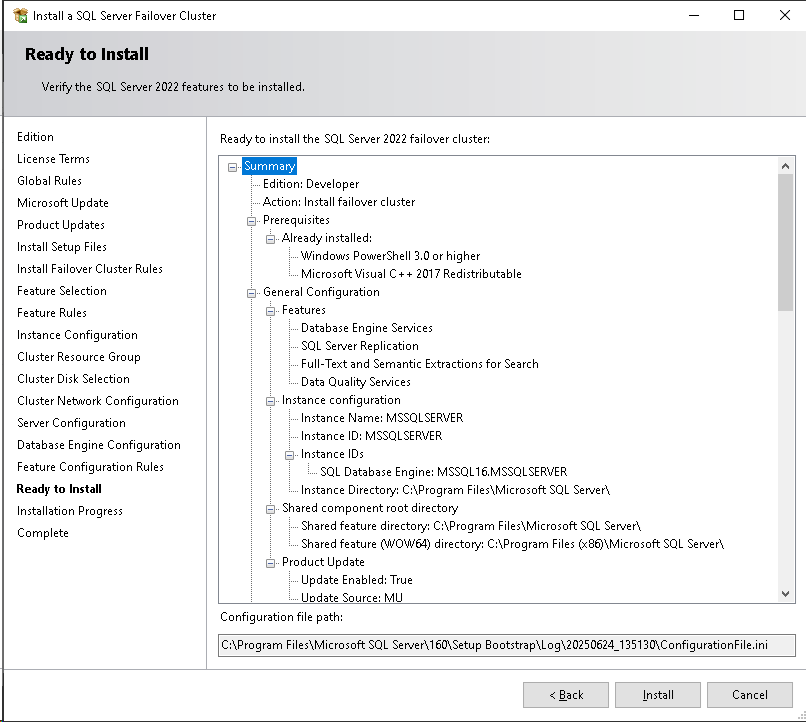 Install a SQL Server Failover Cluster
Ready to Install
Verify the SQL Server 2022 features to be installed.
Edition
License Terms
Global Rules
Microsoft Update
Product Updates
Install Setup Files
Install Failover Cluster Rules
Feature Selection
Feature Rules
Instance Configuration
Cluster Resource Group
Cluster Disk Selection
Cluster Network Configuration
Server Configuration
Database Engine Configuration
Feature Configuration Rules
Ready to Install
Installation Progress
Complete
Ready to install the SQL Server 2022 failover cluster:
Summary
Edition: Developer
Action: Install failover cluster
Prerequisites
Already installed:
Windows PowerShell 3.0 or higher
Microsoft Visual C++ 2017 Redistributable
General Configuration
Features
Database Engine Services
SQL Server Replication
Full-Text and Semantic Extractions for Search
Data Quality Services
Instance configuration
Instance Name: MSSQLSERVER
Instance ID: MSSQLSERVER
Instance IDs
SQL Database Engine: MSSQL16.MSSQLSERVER
Instance Directory: C:\Program Files\Microsoft SQL Server\
Shared component root directory
Shared feature directory: C:\Program Files\Microsoft SQL Server\
Shared feature (WOW64) directory: C:\Program Files (x86)\Microsoft SQL Server\
Product Update
Update Enabled: True
Update Source: MU
Configuration file path:
C:\Program Files\Microsoft SQL Server\160\Setup Bootstrap\Log\20250624_135130\ConfigurationFile.ini
< Back
Install
Cancel